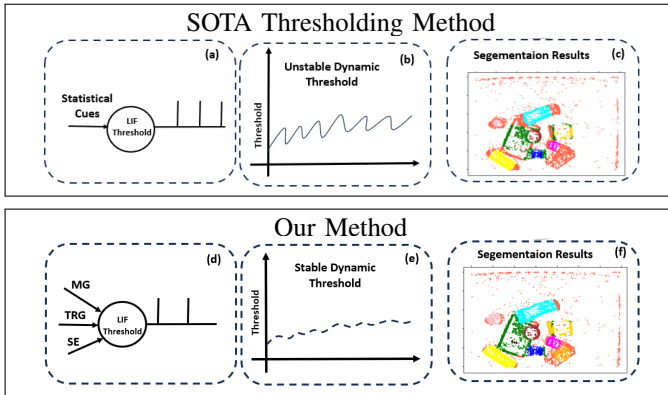 SOTA Thresholding Method
(a)
Statistical
Cues
LIF
Threshold
(b)
Unstable Dynamic
Threshold
Threshold
Segementaion Results
(c)
Our Method
(d)
MG
TRG
SE
LIF
Threshold
(e)
Stable Dynamic
Threshold
Threshold
Segementaion Results
(f)